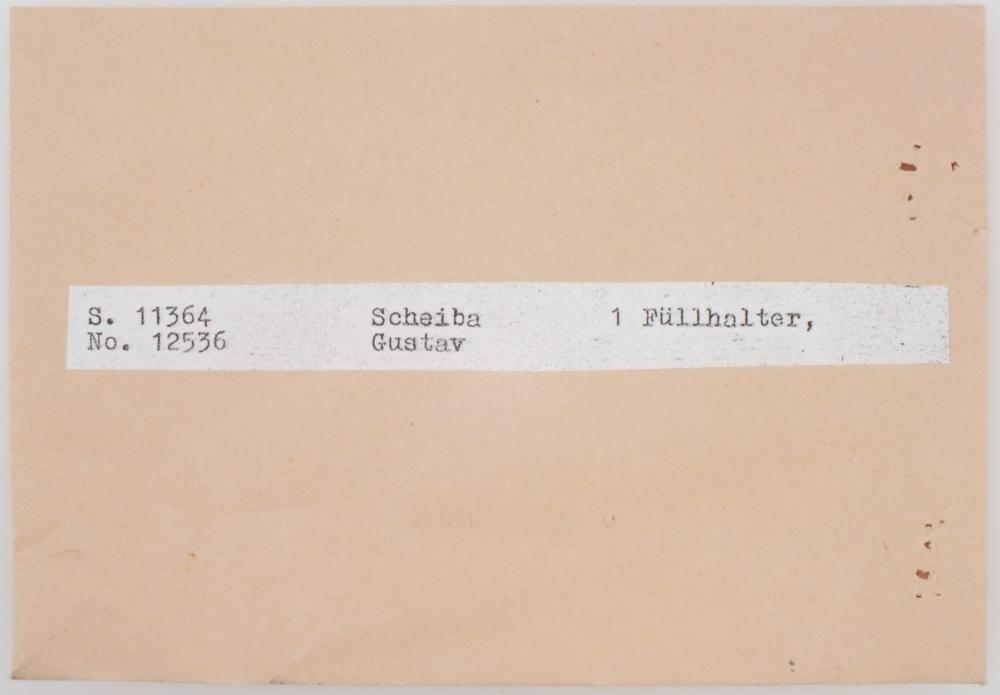 S. 11364 Scheiba 1 Füllhalter,
No. 12536 Gustav